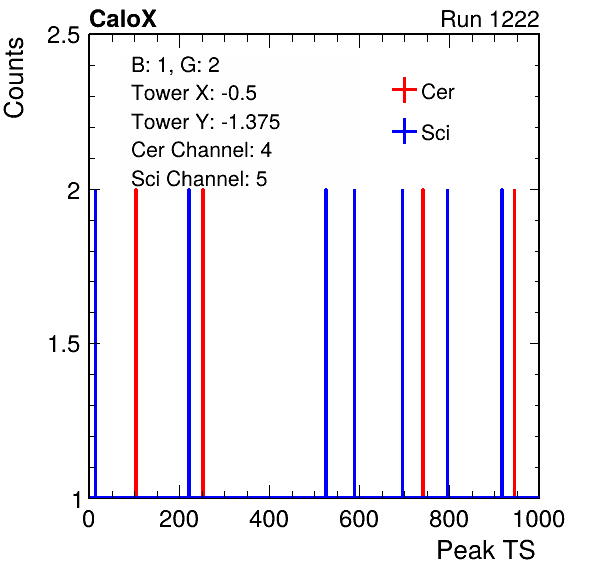 CaloX Run 1222
Counts
2.5
B: 1, G: 2
Tower X: -0.5
Tower Y: -1.375
Cer Channel: 4
Sci Channel: 5
Cer
Sci
2
1.5
1
0 200 400 600 800 1000
Peak TS